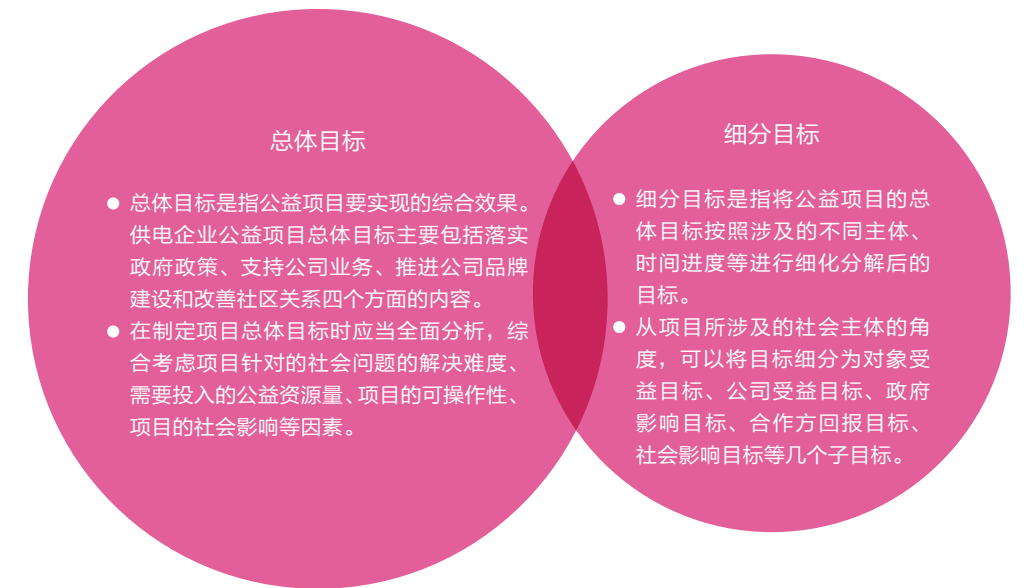 总体目标
● 总体目标是指公益项目要实现的综合效果。
供电企业公益项目总体目标主要包括落实
政府政策、支持公司业务、推进公司品牌
建设和改善社区关系四个方面的内容。
● 在制定项目总体目标时应当全面分析，综
合考虑项目针对的社会问题的解决难度、
需要投入的公益资源量、项目的可操作性、
项目的社会影响等因素。
细分目标
● 细分目标是指将公益项目的总
体目标按照涉及的不同主体、
时间进度等进行细化分解后的
目标。
● 从项目所涉及的社会主体的角
度，可以将目标细分为对象受
益目标、公司受益目标、政府
影响目标、合作方回报目标、
社会影响目标等几个子目标。